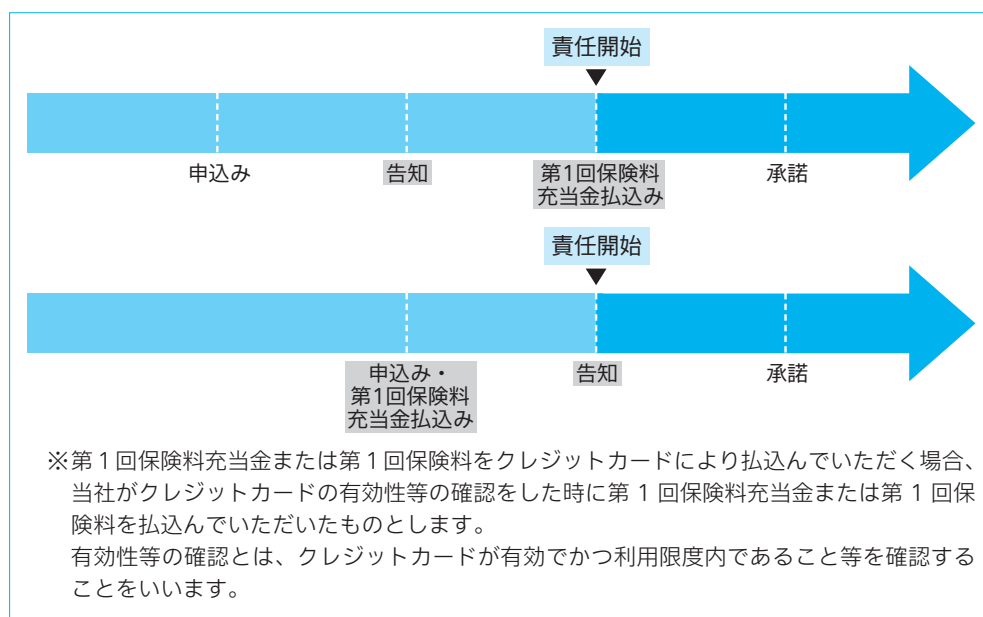 責任開始
申込み
告知
第1回保険料
充当金払込み
承諾
責任開始
申込み・
第1回保険料
充当金払込み
告知
承諾
※第1回保険料充当金または第1回保険料をクレジットカードにより払込んでいただく場合、
当社がクレジットカードの有効性等の確認をした時に第 1 回保険料充当金または第 1 回保
険料を払込んでいただいたものとします。
有効性等の確認とは、クレジットカードが有効でかつ利用限度内であること等を確認する
ことをいいます。